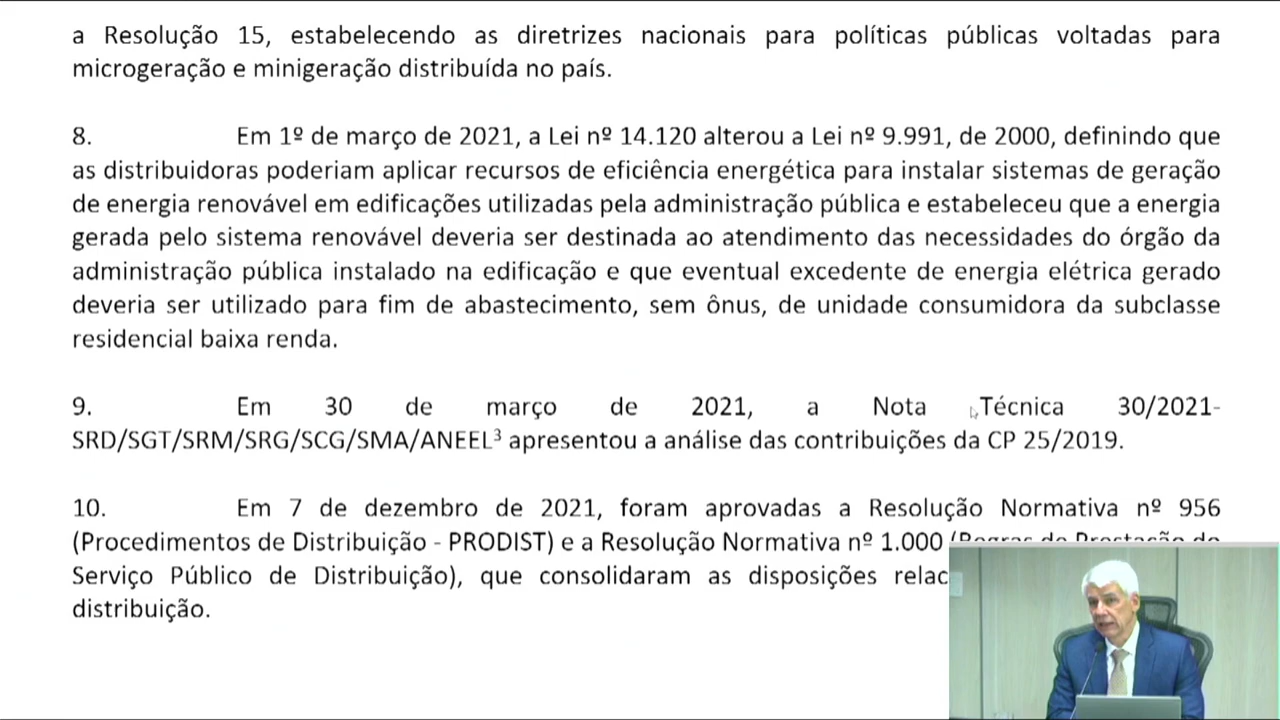 a Resolução 15, estabelecendo as diretrizes nacionais para políticas públicas voltadas para
microgeração e minigeração distribuída no país.
8. Em 1º de março de 2021, a Lei nº 14.120 alterou a Lei nº 9.991, de 2000, definindo que
as distribuidoras poderiam aplicar recursos de eficiência energética para instalar sistemas de geração
de energia renovável em edificações utilizadas pela administração pública e estabeleceu que a energia
gerada pelo sistema renovável deveria ser destinada ao atendimento das necessidades do órgão da
administração pública instalado na edificação e que eventual excedente de energia elétrica gerado
deveria ser utilizado para fim de abastecimento, sem ônus, de unidade consumidora da subclasse
residencial baixa renda.
9. Em 30 de março de 2021, a Nota Técnica 30/2021-
SRD/SGT/SRM/SRG/SCG/SMA/ANEEL³ apresentou a análise das contribuições da CP 25/2019.
10. Em 7 de dezembro de 2021, foram aprovadas a Resolução Normativa nº 956
(Procedimentos de Distribuição - PRODIST) e a Resolução Normativa nº 1.000 (Regras de Prestação do
Serviço Público de Distribuição), que consolidaram as disposições relac
distribuição.